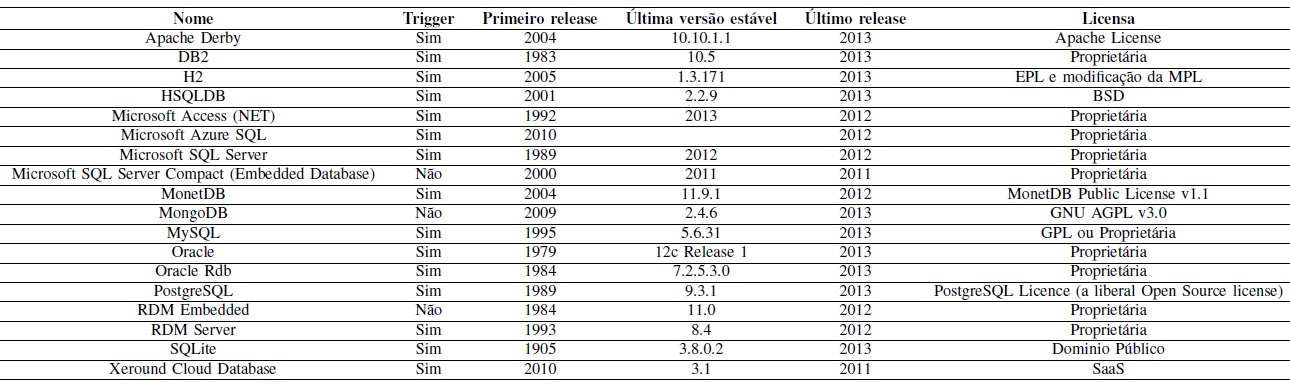 Nome Trigger Primeiro release Última versão estável Último release Licensa
Apache Derby Sim 2004 10.10.1.1 2013 Apache License
DB2 Sim 1983 10.5 2013 Proprietária
H2 Sim 2005 1.3.171 2013 EPL e modificação da MPL
HSQLDB Sim 2001 2.2.9 2013 BSD
Microsoft Access (NET) Sim 1992 2013 2012 Proprietária
Microsoft Azure SQL Sim 2010 2012 Proprietária
Microsoft SQL Server Sim 1989 2012 2012 Proprietária
Microsoft SQL Server Compact (Embedded Database) Não 2000 2011 2011 Proprietária
MonetDB Sim 2004 11.9.1 2012 MonetDB Public License v1.1
MongoDB Não 2009 2.4.6 2013 GNU AGPL v3.0
MySQL Sim 1995 5.6.31 2013 GPL ou Proprietária
Oracle Sim 1979 12c Release 1 2013 Proprietária
Oracle Rdb Sim 1984 7.2.5.3.0 2013 Proprietária
PostgreSQL Sim 1989 9.3.1 2013 PostgreSQL Licence (a liberal Open Source license)
RDM Embedded Não 1984 11.0 2012 Proprietária
RDM Server Sim 1993 8.4 2012 Proprietária
SQLite Sim 1905 3.8.0.2 2013 Dominio Público
Xeround Cloud Database Sim 2010 3.1 2011 SaaS